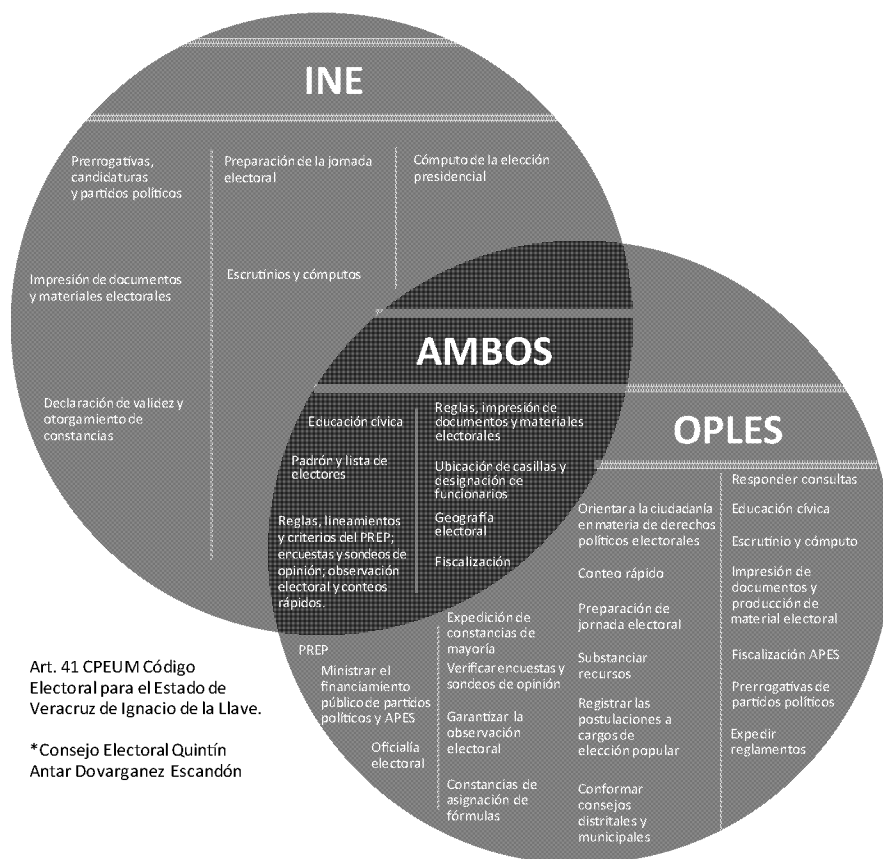 INE
Prerrogativas,
candidaturas
y partidos políticos
Impresión de documentos
y materiales electorales
Declaración de validez y
otorgamiento de
constancias
Preparación de la jornada
electoral
Escrutinios y cómputos
Cómputo de la elección
presidencial
AMBOS
Educación cívica
Padrón y lista de
electores
Reglas, lineamientos
y criterios del PREP;
encuestas y sondeos de
opinión; observación
electoral y conteos
rápidos.
Reglas, impresión de
documentos y materiales
electorales
Ubicación de casillas y
designación de
funcionarios
Geografía
electoral
Fiscalización
OPLES
PREP
Ministrar el
financiamiento
público de partidos
políticos y APES
Oficialía
electoral
Expedición de
constancias de
mayoría
Verificar encuestas y
sondeos de opinión
Garantizar la
observación
electoral
Constancias de
asignación de
fórmulas
Orientar a la ciudadanía
en materia de derechos
políticos electorales
Conteo rápido
Preparación de
jornada electoral
Substanciar
recursos
Registrar las
postulaciones a
cargos de
elección popular
Conformar
consejos
distritales y
municipales
Responder consultas
Educación cívica
Escrutinio y cómputo
Impresión de
documentos y
producción de
material electoral
Fiscalización APES
Prerrogativas de
partidos políticos
Expedir
reglamentos
Art. 41 CPEUM Código
Electoral para el Estado de
Veracruz de Ignacio de la Llave.
*Consejo Electoral Quintín
Antar Dovarganez Escandón